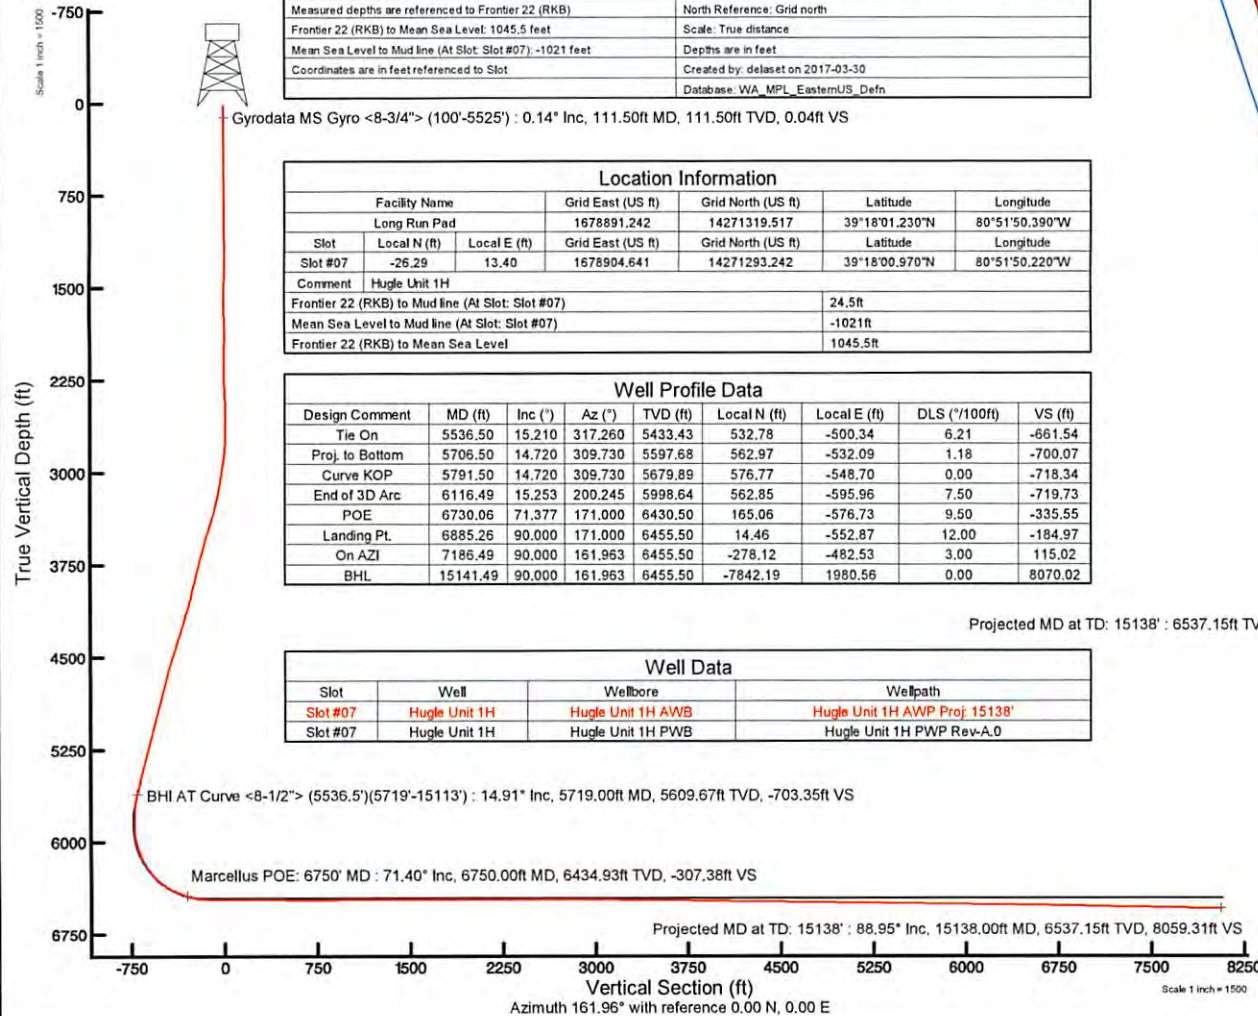 Measured depths are referenced to Frontier 22 (RKB) North Reference: Grid north
Frontier 22 (RKB) to Mean Sea Level: 1045.5 feet Scale: True distance
Mean Sea Level to Mud line (At Slot: Slot #07): -1021 feet Depths are in feet
Coordinates are in feet referenced to Slot Created by: delaset on 2017-03-30
Database: WA_MPL_EasternUS_Defn
Scale 1 inch = 1500
-750
0
750
1500
2250
3000
3750
4500
5250
6000
6750
True Vertical Depth (ft)
Gyrodata MS Gyro <8-3/4"> (100'-5525') : 0.14° Inc, 111.50ft MD, 111.50ft TVD, 0.04ft VS
Location Information
Facility Name Grid East (US ft) Grid North (US ft) Latitude Longitude
Long Run Pad 1678891.242 14271319.517 39°18'01.230"N 80°51'50.390"W
Slot Local N (ft) Local E (ft) Grid East (US ft) Grid North (US ft) Latitude Longitude
Slot #07 -26.29 13.40 1678904.641 14271293.242 39°18'00.970"N 80°51'50.220"W
Comment Hugle Unit 1H
Frontier 22 (RKB) to Mud line (At Slot: Slot #07) 24.5ft
Mean Sea Level to Mud line (At Slot: Slot #07) -1021ft
Frontier 22 (RKB) to Mean Sea Level 1045.5ft
Well Profile Data
Design Comment MD (ft) Inc (°) Az (°) TVD (ft) Local N (ft) Local E (ft) DLS (°/100ft) VS (ft)
Tie On 5536.50 15.210 317.260 5433.43 532.78 -500.34 6.21 -661.54
Proj. to Bottom 5706.50 14.720 309.730 5597.68 562.97 -532.09 1.18 -700.07
Curve KOP 5791.50 14.720 309.730 5679.89 576.77 -548.70 0.00 -718.34
End of 3D Arc 6116.49 15.253 200.245 5998.64 562.85 -595.96 7.50 -719.73
POE 6730.06 71.377 171.000 6430.50 165.06 -576.73 9.50 -335.55
Landing Pt. 6885.26 90.000 171.000 6455.50 14.46 -552.87 12.00 -184.97
On AZI 7186.49 90.000 161.963 6455.50 -278.12 -482.53 3.00 115.02
BHL 15141.49 90.000 161.963 6455.50 -7842.19 1980.56 0.00 8070.02
Projected MD at TD: 15138' : 6537.15ft TV
Well Data
Slot Well Wellbore Wellpath
Slot #07 Hugle Unit 1H Hugle Unit 1H AWB Hugle Unit 1H AWP Proj: 15138'
Slot #07 Hugle Unit 1H Hugle Unit 1H PWB Hugle Unit 1H PWP Rev-A.0
BHI AT Curve <8-1/2"> (5536.5')(5719'-15113') : 14.91° Inc, 5719.00ft MD, 5609.67ft TVD, -703.35ft VS
Marcellus POE: 6750' MD : 71.40° Inc, 6750.00ft MD, 6434.93ft TVD, -307.38ft VS
Projected MD at TD: 15138' : 88.95° Inc, 15138.00ft MD, 6537.15ft TVD, 8059.31ft VS
-750 0 750 1500 2250 3000 3750 4500 5250 6000 6750 7500 8250
Vertical Section (ft)
Scale 1 inch = 1500
Azimuth 161.96° with reference 0.00 N, 0.00 E